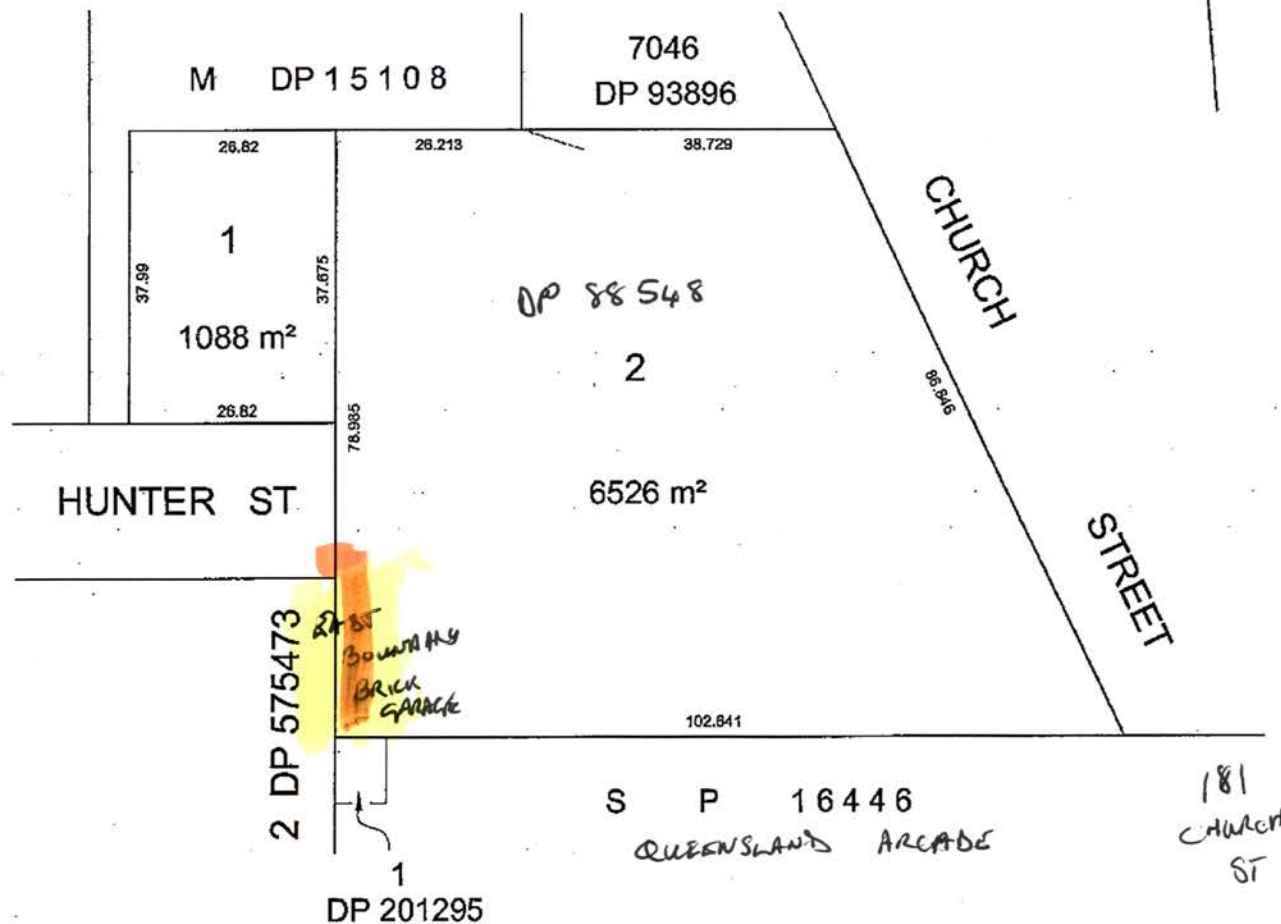 M DP 15108
7046
DP 93896
26.82
26.213
38.729
1
37.99
37.675
1088 m²
26.82
DP 88548
2
CHURCH
STREET
86.846
78.985
HUNTER ST
6526 m²
2 DP 575473
EAST
BOUNDARY
BRICK
GARAGE
102.641
S P 16446
QUEENSLAND ARCADE
181
CHURCH
ST
1
DP 201295